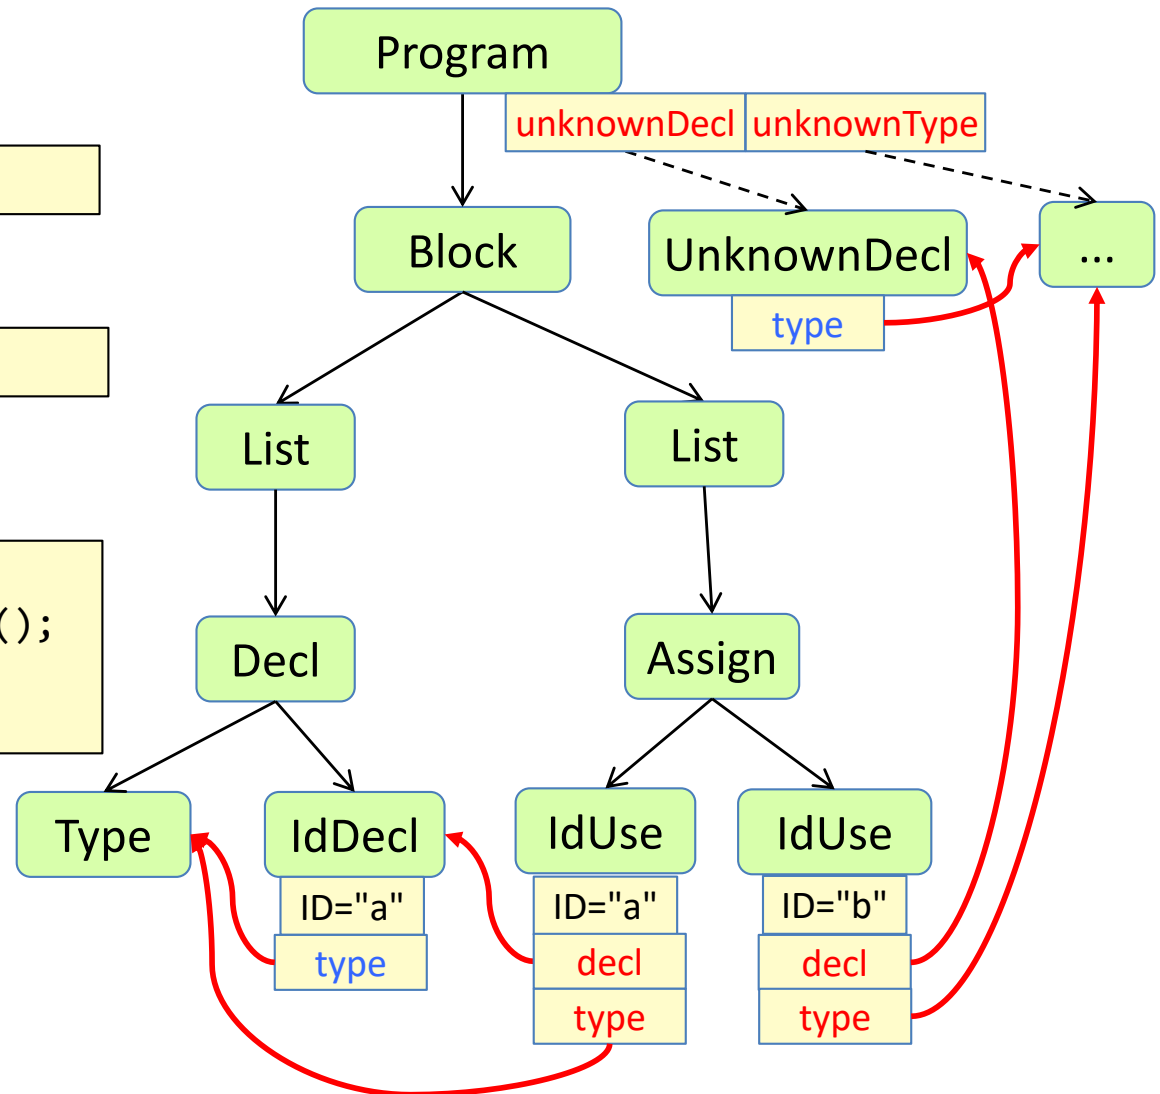 Program
unknownDecl unknownType
Block
UnknownDecl
...
type
List
List
();
Decl
Assign
Type
IdDecl
IdUse
IdUse
ID="a"
ID="a"
ID="b"
type
decl
decl
type
type